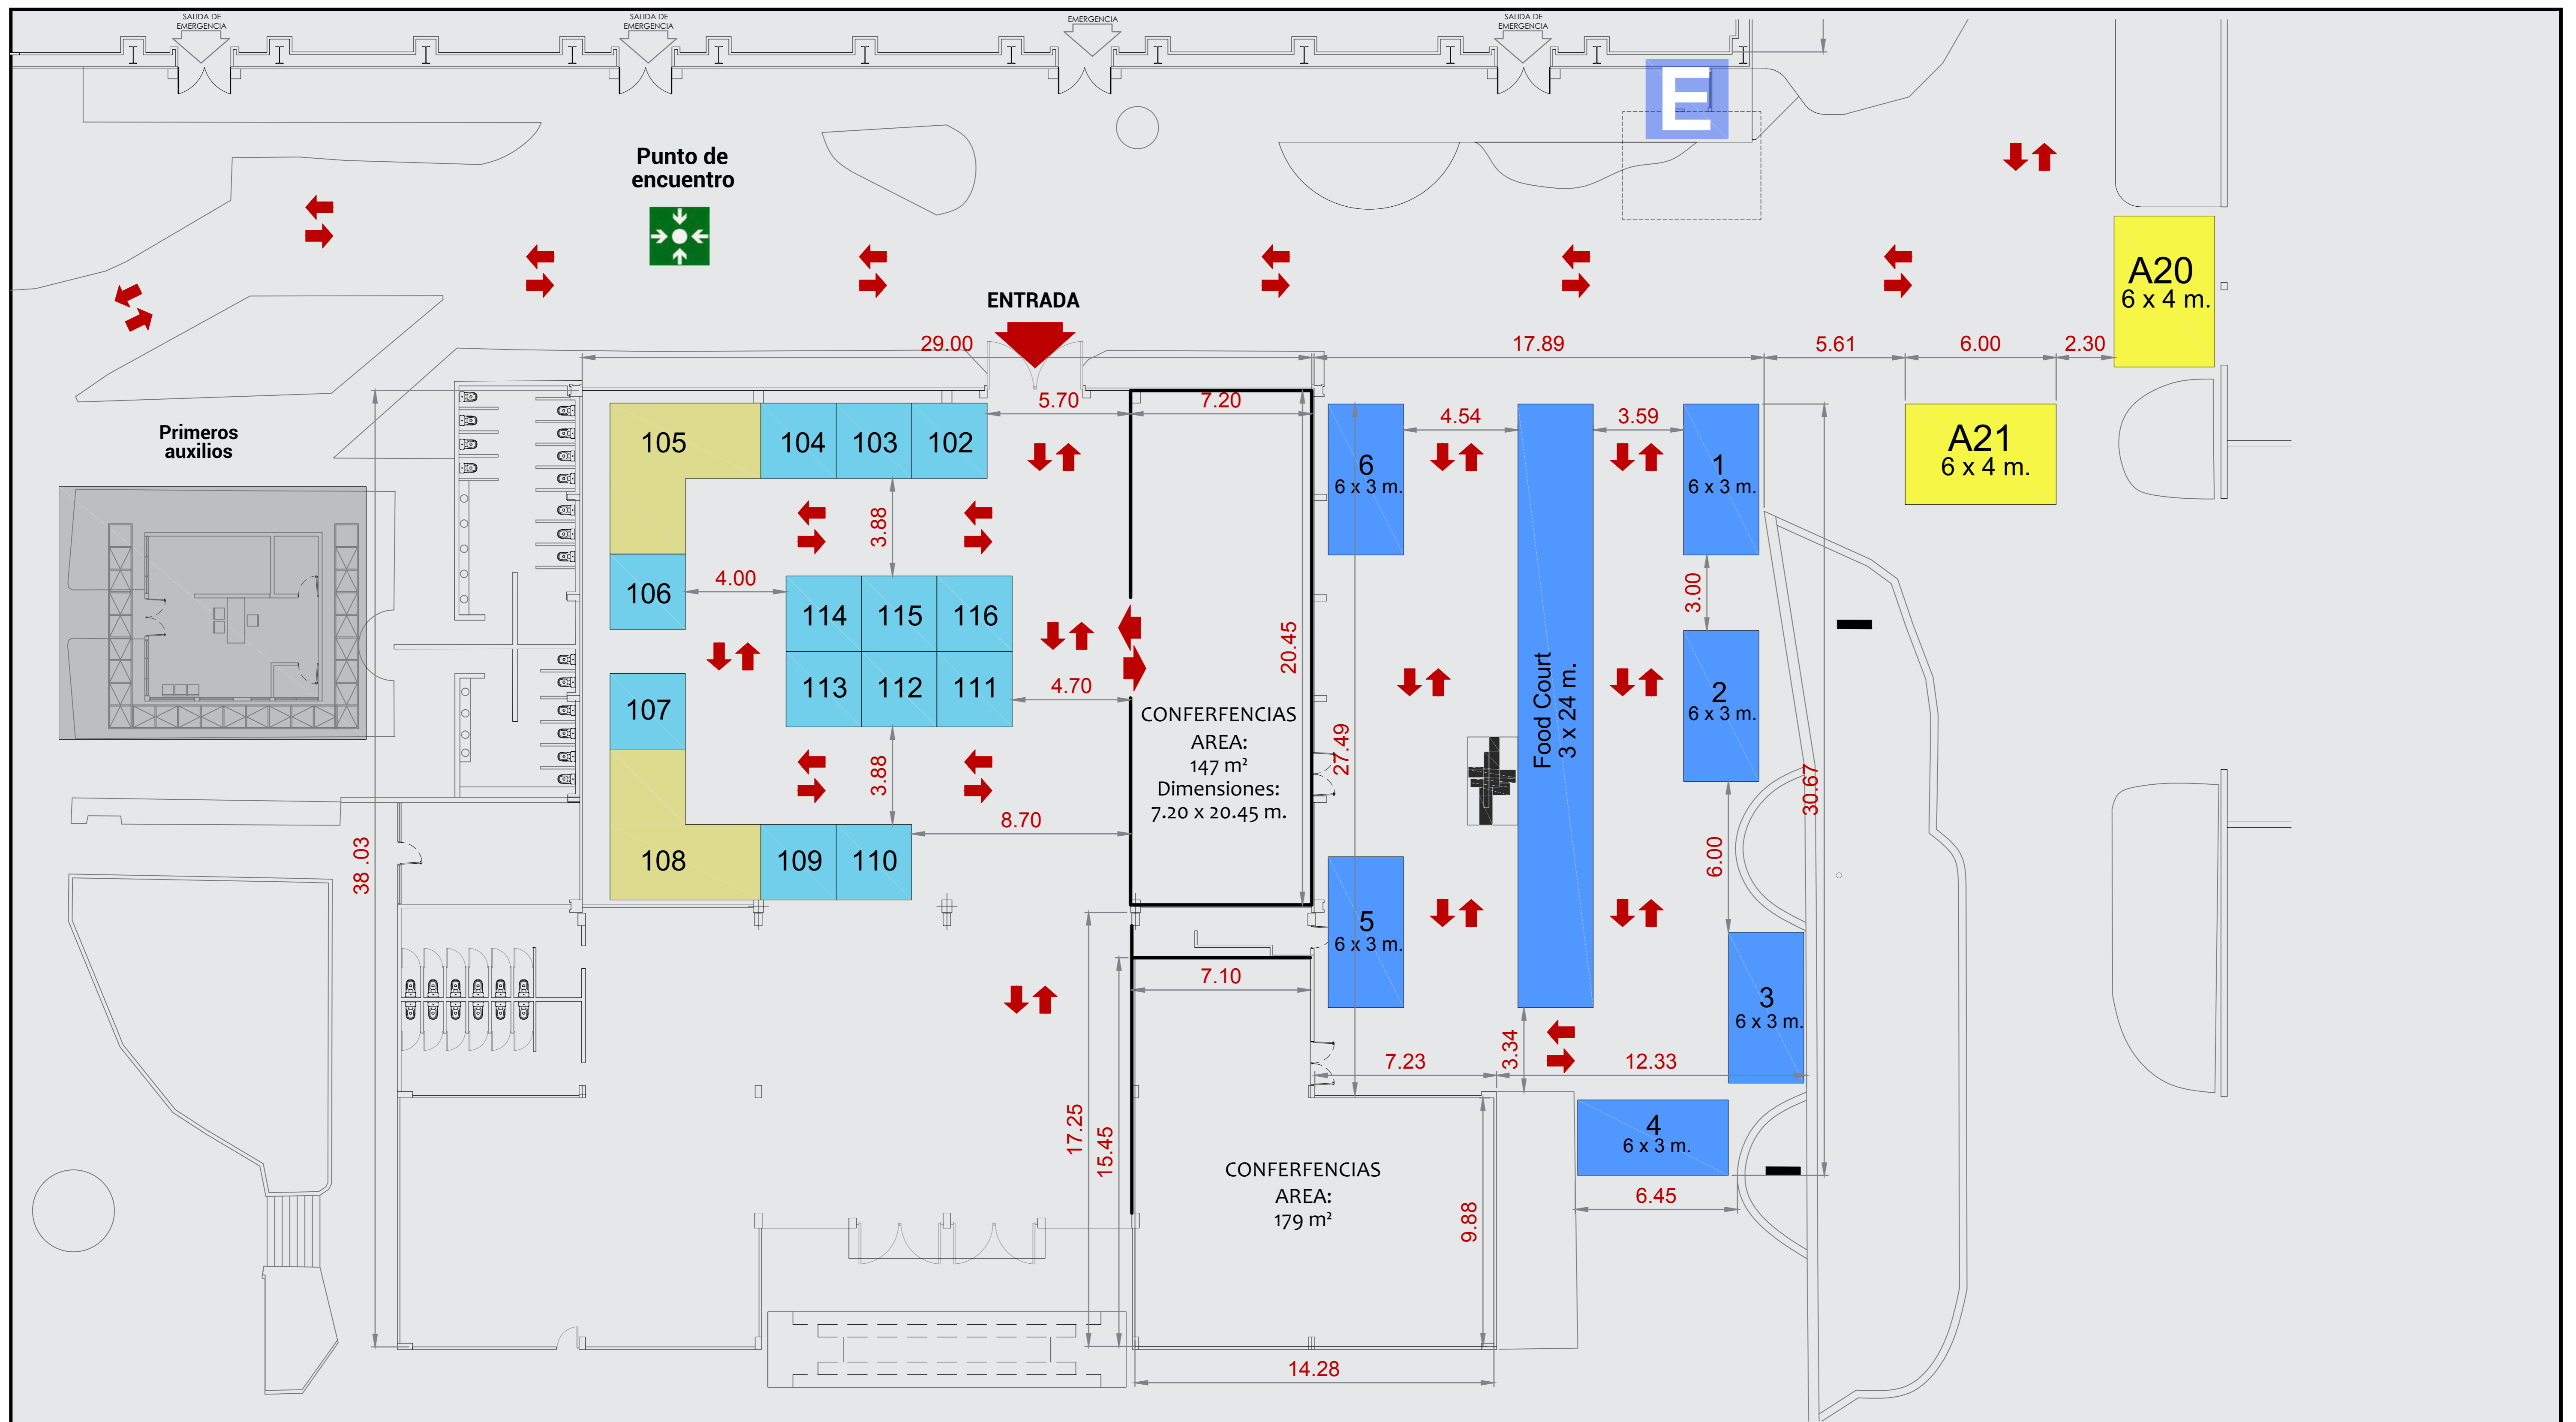 SALIDA DE
EMERGENCIA
SALIDA DE
EMERGENCIA
EMERGENCIA
SALIDA DE
EMERGENCIA
E
Punto de
encuentro
ENTRADA
A20
6 x 4 m.
29.00
17.89
5.61
6.00
2.30
5.70
7.20
4.54
3.59
Primeros
auxilios
105
104
103
102
6
6 x 3 m.
1
6 x 3 m.
A21
6 x 4 m.
3.88
106
4.00
114
115
116
3.00
20.45
107
113
112
111
4.70
Food Court
3 x 24 m.
2
6 x 3 m.
CONFERFENCIAS
AREA:
147 m²
Dimensiones:
7.20 x 20.45 m.
27.49
30.67
3.88
8.70
38 .03
108
109
110
6.00
5
6 x 3 m.
7.10
3
6 x 3 m.
3.34
7.23
12.33
17.25
15.45
4
6 x 3 m.
CONFERFENCIAS
AREA:
179 m²
6.45
9.88
14.28